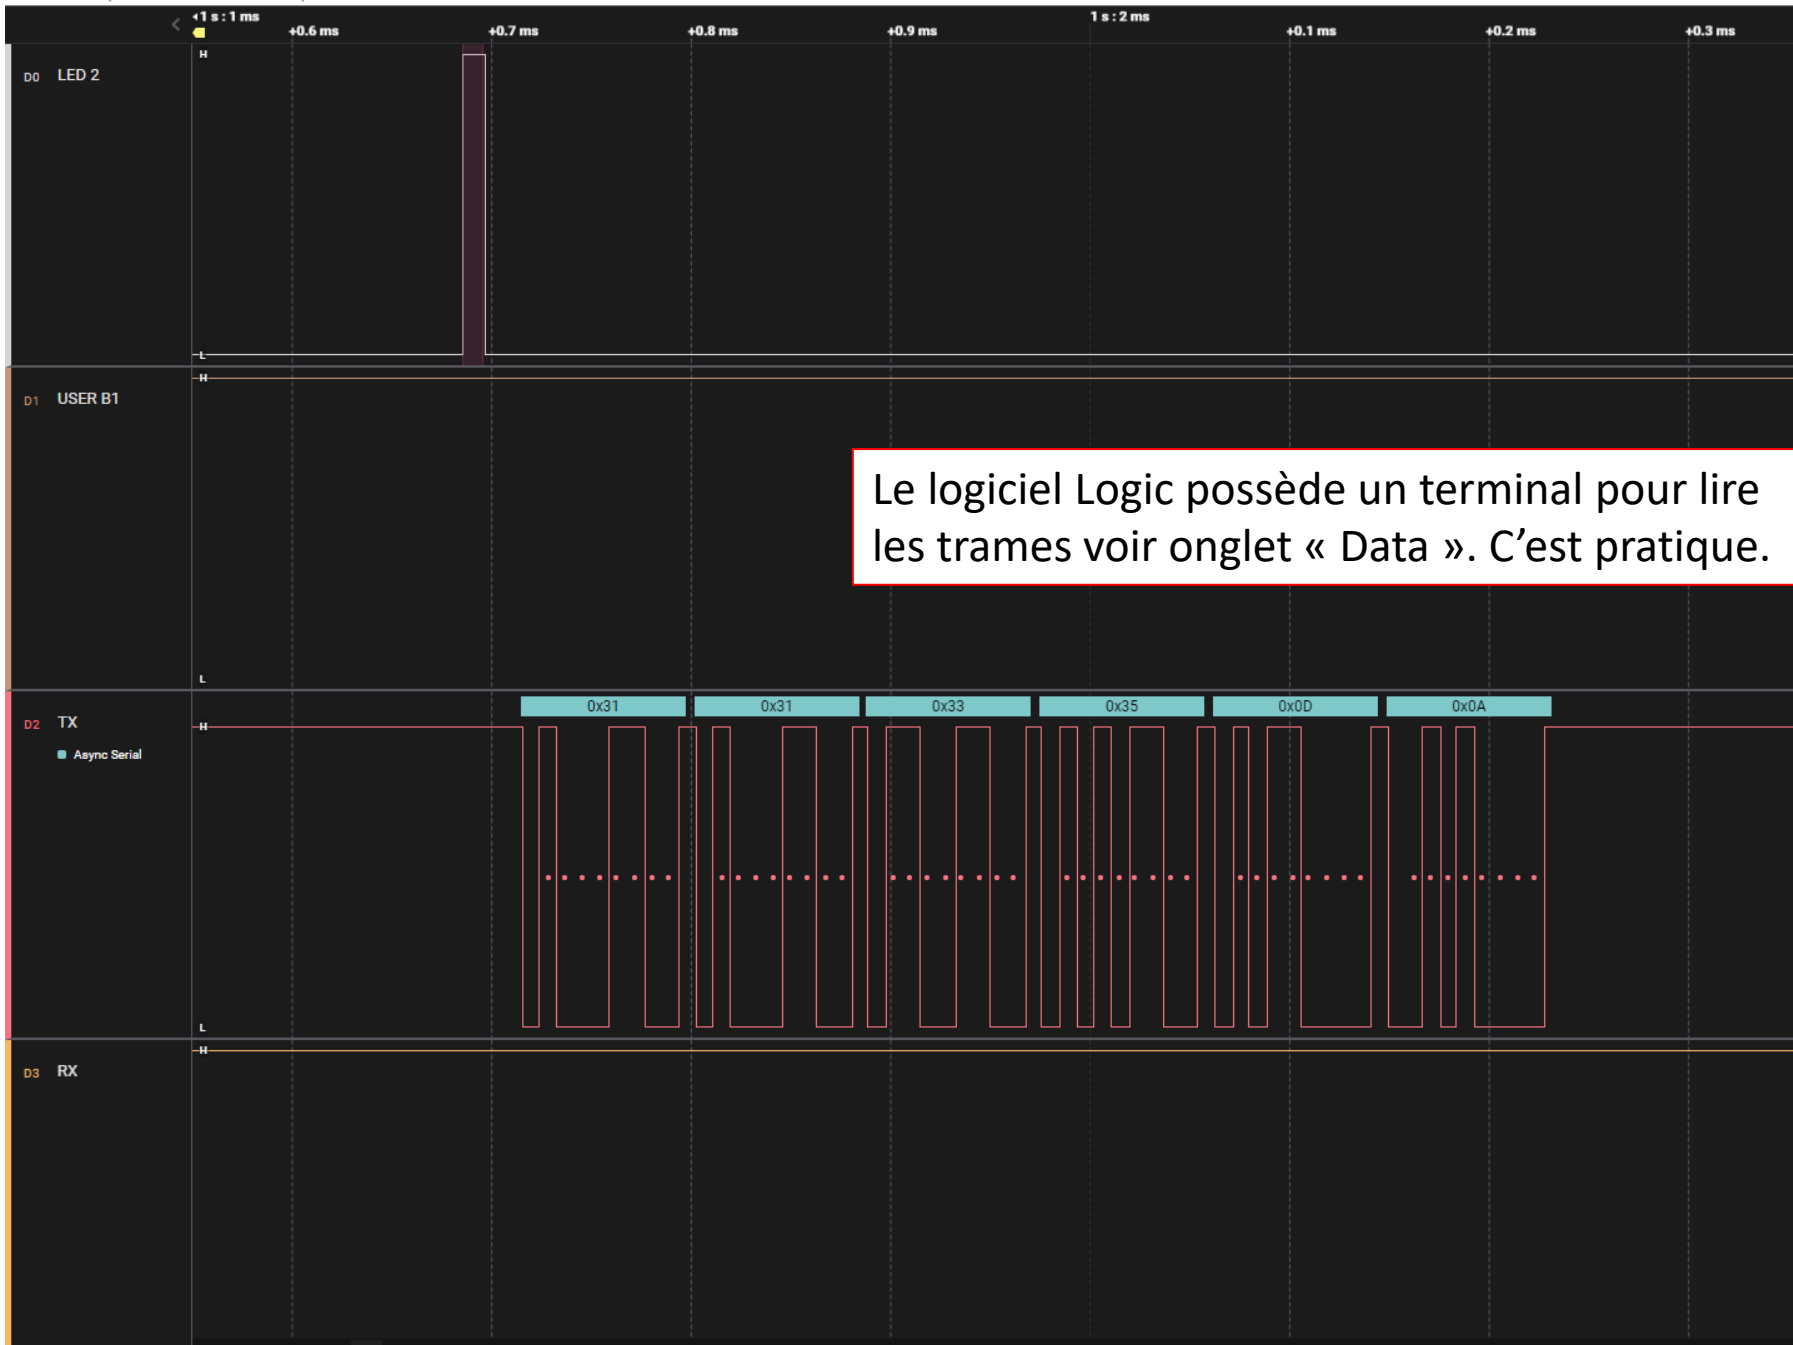 1 s : 1 ms
1 s : 2 ms
+0.6 ms
+0.7 ms
+0.8 ms
+0.9 ms
+0.1 ms
+0.2 ms
+0.3 ms
H
D0 LED 2
L
H
D1 USER B1
Le logiciel Logic possède un terminal pour lire
les trames voir onglet « Data ». C’est pratique.
L
0x31
0x31
0x33
0x35
0x0D
0x0A
D2 TX
H
Async Serial
L
H
D3 RX